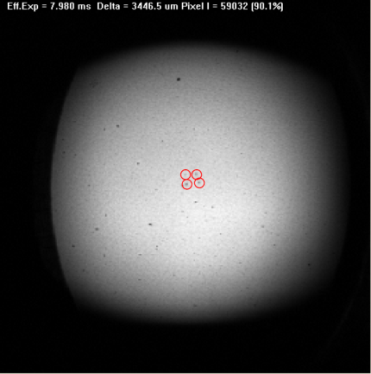 Eff.Exp = 7.980 ms Delta = 3446.5 um Pixel I = 59032 (90.1%)